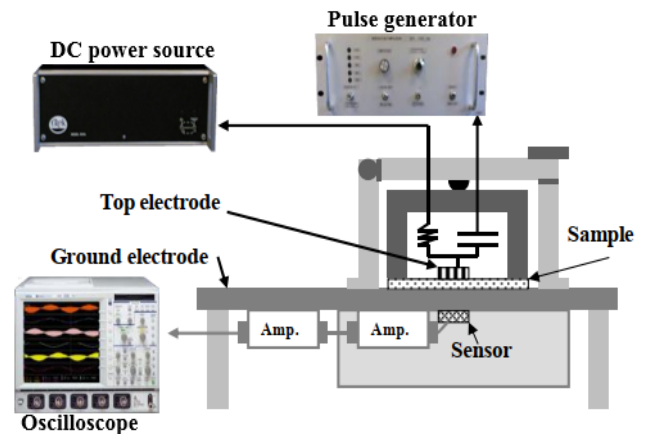 Pulse generator
DC power source
Top electrode
Sample
Ground electrode
Amp.
Amp.
Sensor
Oscilloscope